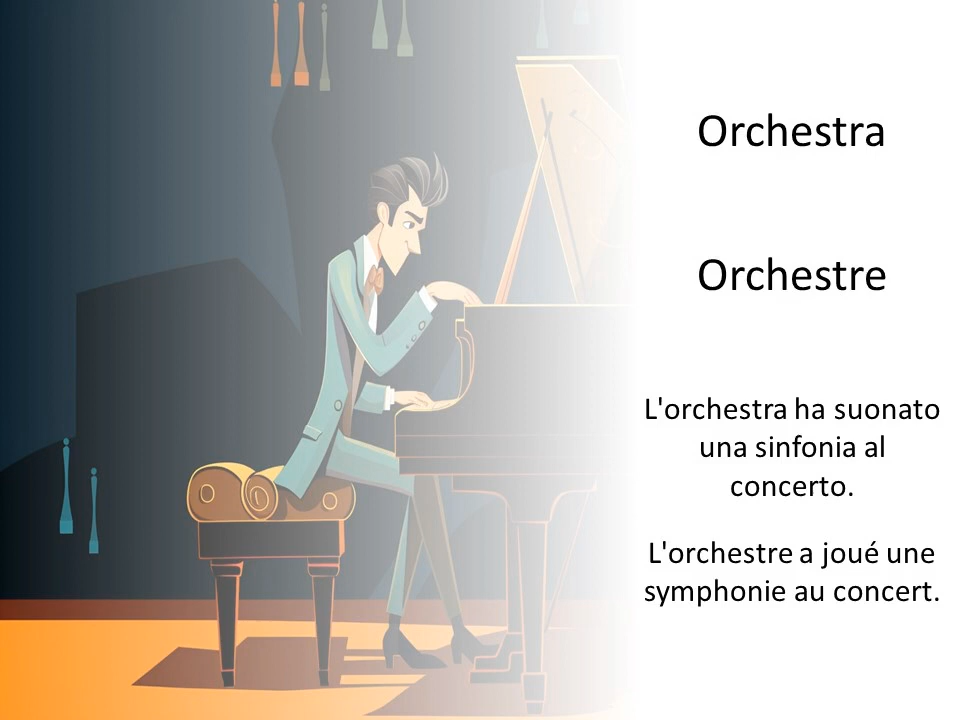 Orchestra
Orchestre
L'orchestra ha suonato
una sinfonia al
concerto.
L'orchestre a joué une
symphonie au concert.